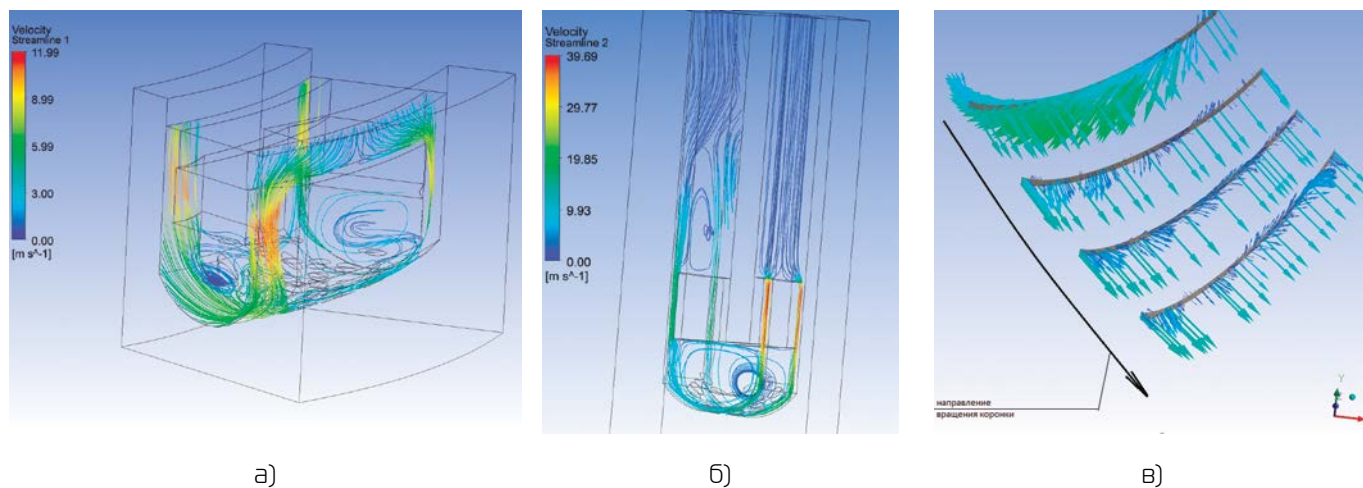 Velocity
Streamline 1
11.99
8.99
5.99
3.00
0.00
[m s^-1]
Velocity
Streamline 2
39.69
29.77
19.85
9.93
0.00
[m s^-1]
направление
вращения коронки
Y
а)
б)
в)